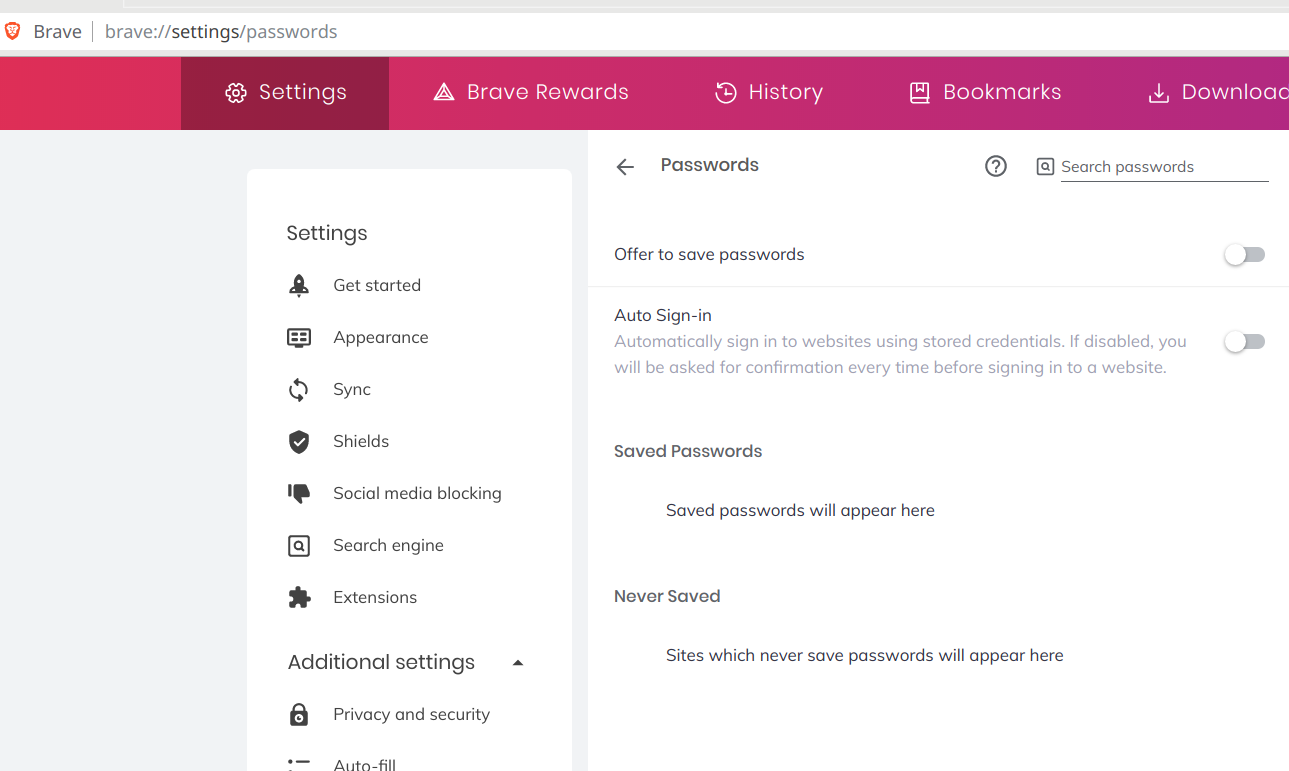 Brave brave://settings/passwords
Settings Brave Rewards History Bookmarks Download
Passwords Search passwords
Settings
Get started
Appearance
Sync
Shields
Social media blocking
Search engine
Extensions
Additional settings
Privacy and security
Auto-fill
Offer to save passwords
Auto Sign-in
Automatically sign in to websites using stored credentials. If disabled, you
will be asked for confirmation every time before signing in to a website.
Saved Passwords
Saved passwords will appear here
Never Saved
Sites which never save passwords will appear here